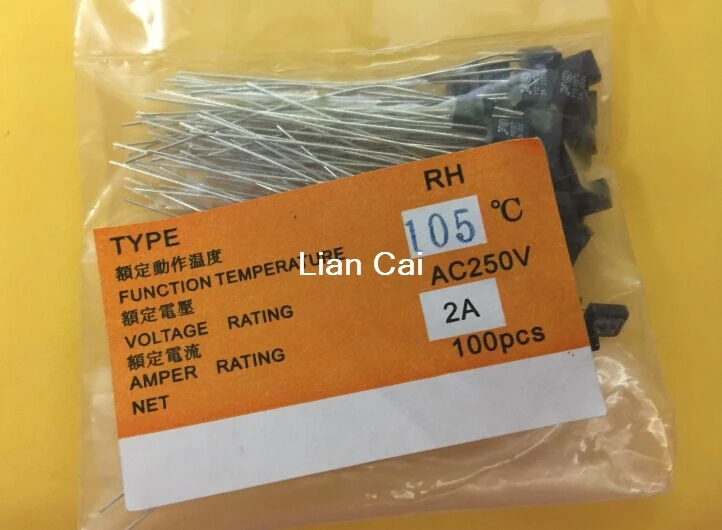 TYPE RH
額定動作温度
FUNCTION TEMPERATURE 105 ℃
額定電壓
VOLTAGE RATING AC250V
額定電流
AMPER RATING 2A
NET 100pcs
Lian Cai